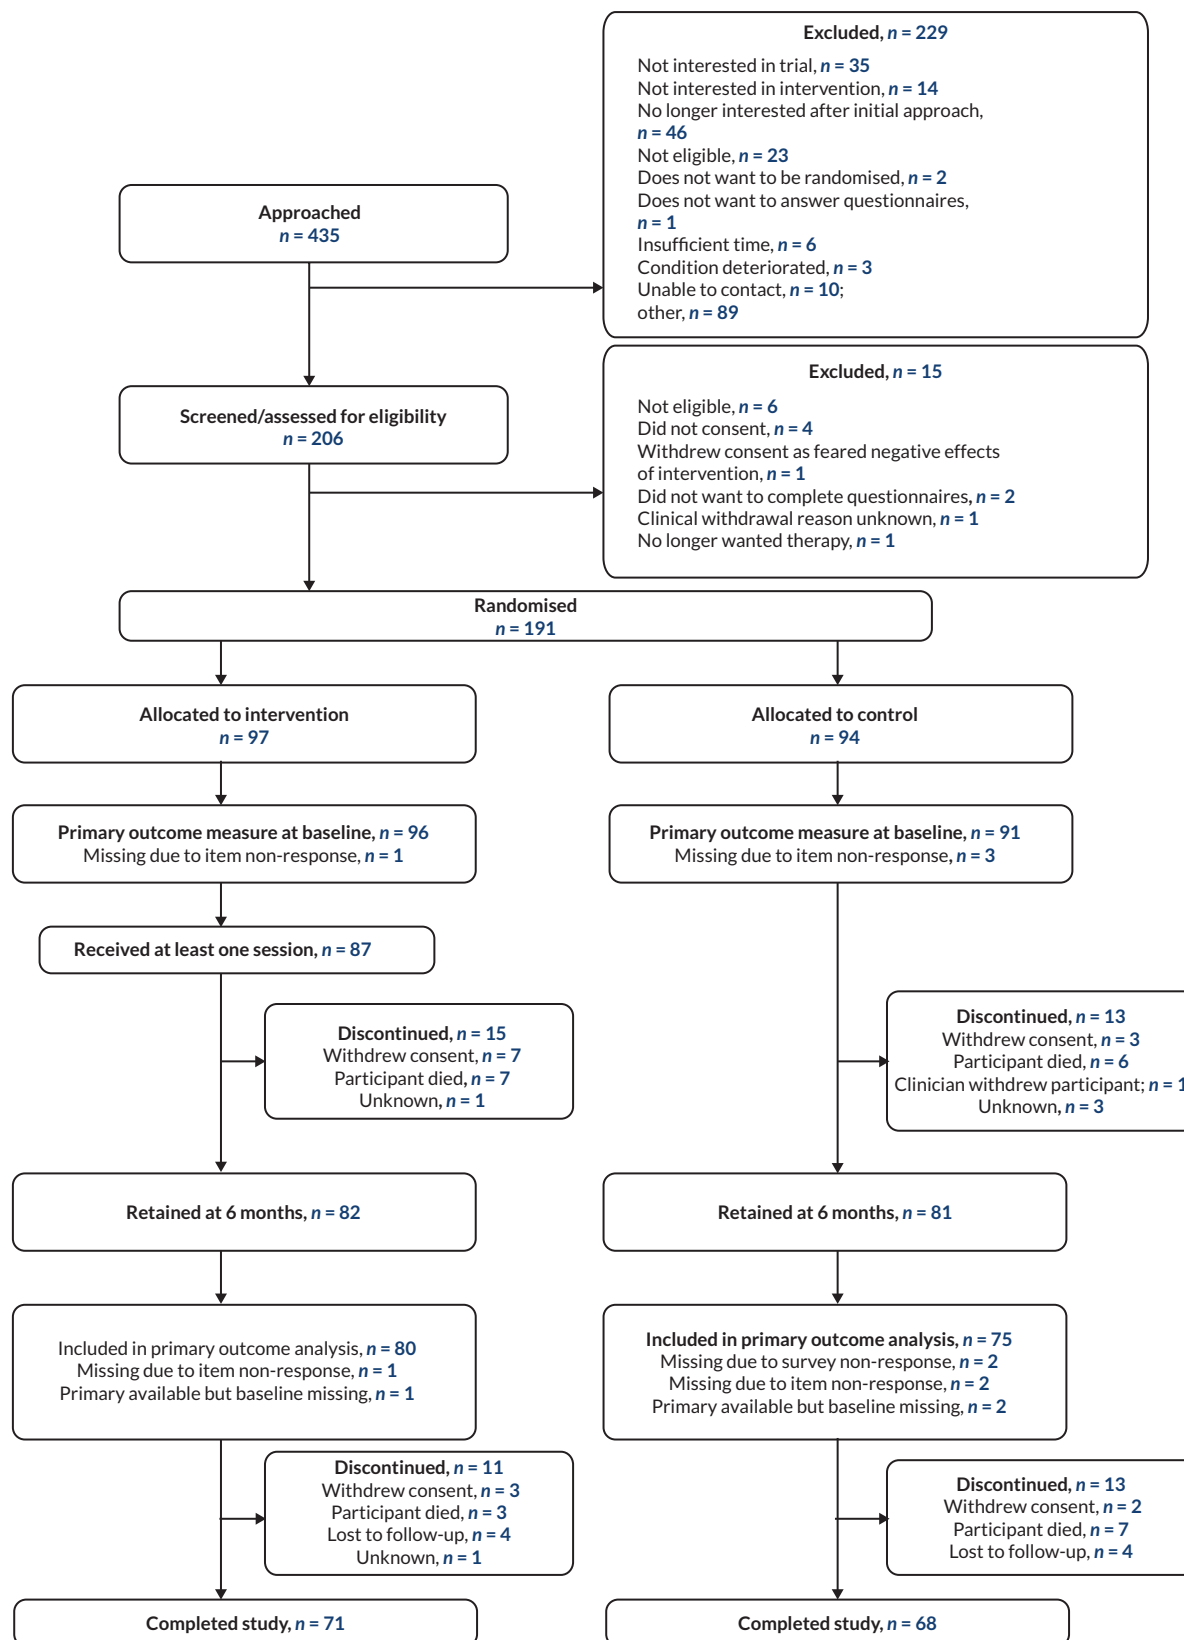 Excluded, n = 229
Not interested in trial, n = 35
Not interested in intervention, n = 14
No longer interested after initial approach,
n = 46
Not eligible, n = 23
Does not want to be randomised, n = 2
Does not want to answer questionnaires,
n = 1
Insufficient time, n = 6
Condition deteriorated, n = 3
Unable to contact, n = 10;
other, n = 89
Approached
n = 435
Excluded, n = 15
Not eligible, n = 6
Did not consent, n = 4
Withdrew consent as feared negative effects
of intervention, n = 1
Did not want to complete questionnaires, n = 2
Clinical withdrawal reason unknown, n = 1
No longer wanted therapy, n = 1
Screened/assessed for eligibility
n = 206
Randomised
n = 191
Allocated to intervention
n = 97
Allocated to control
n = 94
Primary outcome measure at baseline, n = 96
Missing due to item non-response, n = 1
Primary outcome measure at baseline, n = 91
Missing due to item non-response, n = 3
Received at least one session, n = 87
Discontinued, n = 15
Withdrew consent, n = 7
Participant died, n = 7
Unknown, n = 1
Discontinued, n = 13
Withdrew consent, n = 3
Participant died, n = 6
Clinician withdrew participant; n = 1
Unknown, n = 3
Retained at 6 months, n = 82
Retained at 6 months, n = 81
Included in primary outcome analysis, n = 80
Missing due to item non-response, n = 1
Primary available but baseline missing, n = 1
Included in primary outcome analysis, n = 75
Missing due to survey non-response, n = 2
Missing due to item non-response, n = 2
Primary available but baseline missing, n = 2
Discontinued, n = 11
Withdrew consent, n = 3
Participant died, n = 3
Lost to follow-up, n = 4
Unknown, n = 1
Discontinued, n = 13
Withdrew consent, n = 2
Participant died, n = 7
Lost to follow-up, n = 4
Completed study, n = 71
Completed study, n = 68